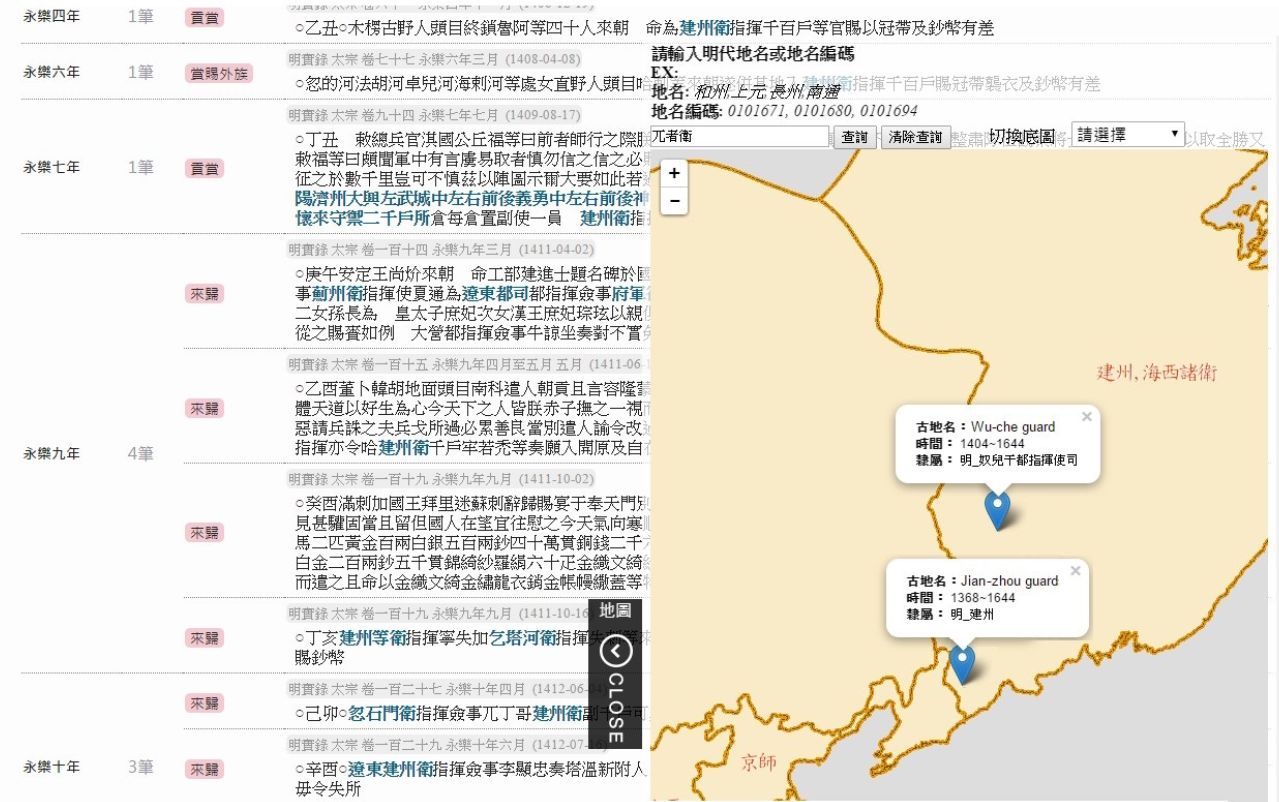 永樂四年
1筆
貢賞
○乙丑○木楞古野人頭目終鎖魯阿等四十人來朝　命為建州衛指揮千百戶等官賜以冠帶及鈔幣有差
永樂六年
1筆
賞賜外族
明實錄 太宗 卷七十七 永樂六年三月 (1408-04-08)
○忽的河法胡河卓兒河海剌河等處女直野人頭目哈
建州衛指揮千百戶賜冠帶襲衣及鈔幣有差
永樂七年
1筆
貢賞
明實錄 太宗 卷九十四 永樂七年七月 (1409-08-17)
○丁丑　敕總兵官淇國公丘福等曰前者師行之際
敕福等曰頗聞軍中有言虜易取者慎勿信之信之必
征之於數千里豈可不慎茲以陣圖示爾大要如此若
陽濟州大興左武城中左右前後義勇中左右前後神
懷來守禦二千戶所倉每倉置副使一員　建州衛指
以取全勝又
永樂九年
4筆
來歸
明實錄 太宗 卷一百十四 永樂九年三月 (1411-04-02)
○庚午安定王尚炌來朝　命工部建進士題名碑於國
事薊州衛指揮使夏通為遼東都司都指揮僉事府軍
二女孫長為　皇太子庶妃次女漢王庶妃琮玹以親
從之賜賚如例　大營都指揮僉事牛諒坐奏對不實
來歸
明實錄 太宗 卷一百十五 永樂九年四月至五月 五月 (1411-06-
○乙酉董卜韓胡地面頭目南科遣人朝貢且言容隆蒙
體天道以好生為心今天下之人皆朕赤子撫之一視
惡請兵誅之夫兵戈所過必累善良當別遣人諭令改
指揮亦令哈建州衛千戶牢若禿等奏願入開原及自
來歸
明實錄 太宗 卷一百十九 永樂九年九月 (1411-10-02)
○癸酉滿剌加國王拜里迷蘇剌辭歸賜宴于奉天門別
見甚驩固當且留但國人在望宜往慰之今天氣向寒
馬二匹黃金百兩白銀五百兩鈔四十萬貫銅錢二千
白金二百兩鈔五千貫錦綺紗羅絹六十疋金織文綺
而遣之且命以金織文綺金繡龍衣銷金帳幔繖蓋等
來歸
明實錄 太宗 卷一百十九 永樂九年九月 (1411-10-16
○丁亥建州等衛指揮寧失加乞塔河衛指揮
賜鈔幣
永樂十年
3筆
來歸
明實錄 太宗 卷一百二十七 永樂十年四月 (1412-06-04
○己卯○忽石門衛指揮僉事兀丁哥建州衛副千戶可
來歸
明實錄 太宗 卷一百二十九 永樂十年六月 (1412-07-16)
○辛酉○遼東建州衛指揮僉事李顯忠奏塔溫新附人
毋令失所
地圖
CLOSE
請輸入明代地名或地名編碼
EX:
地名: 和州,上元,長州,南通
地名編碼: 0101671, 0101680, 0101694
兀者衛
查詢
清除查詢
切換底圖
請選擇
+
−
建州,海西諸衛
古地名：Wu-che guard
時間： 1404~1644
隸屬： 明_奴兒干都指揮使司
×
古地名：Jian-zhou guard
時間： 1368~1644
隸屬： 明_建州
×
京師